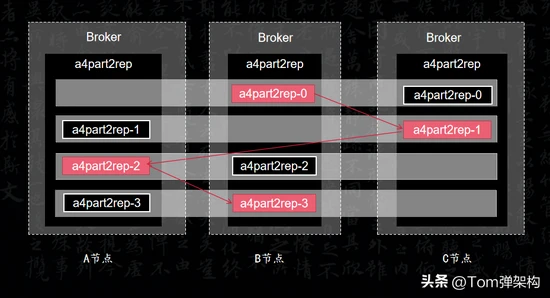 Broker
Broker
Broker
a4part2rep
a4part2rep
a4part2rep
a4part2rep-0
a4part2rep-0
a4part2rep-1
a4part2rep-1
a4part2rep-2
a4part2rep-2
a4part2rep-3
a4part2rep-3
A节点
B节点
C节点
头条 @Tom弹架构